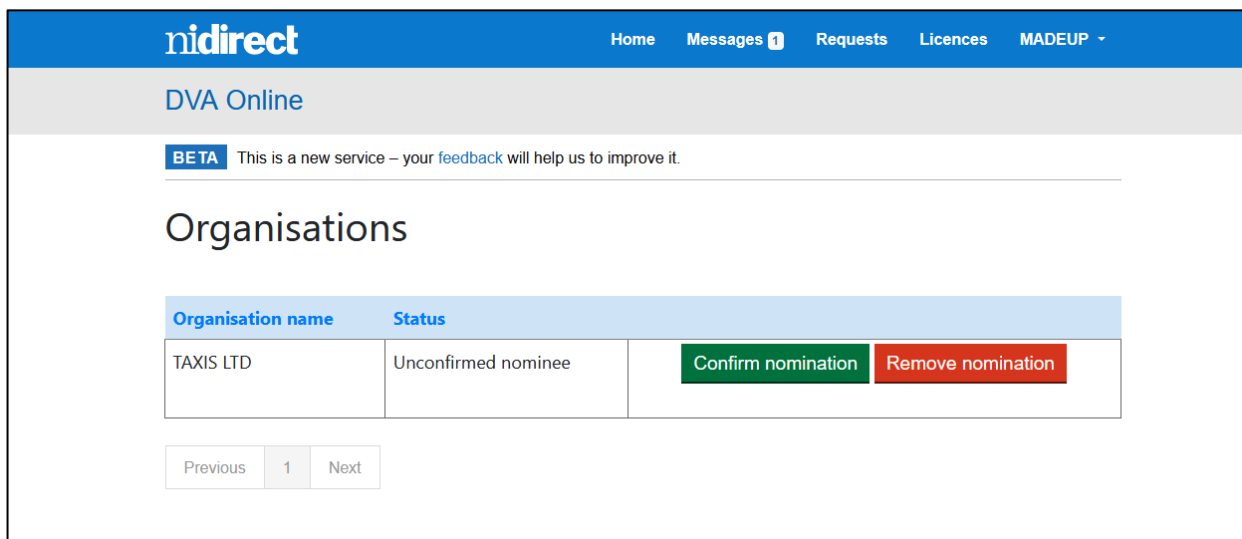 nidirect Home Messages 1 Requests Licences MADEUP
DVA Online
BETA This is a new service – your feedback will help us to improve it.
Organisations
Organisation name Status
TAXIS LTD Unconfirmed nominee Confirm nomination Remove nomination
Previous 1 Next